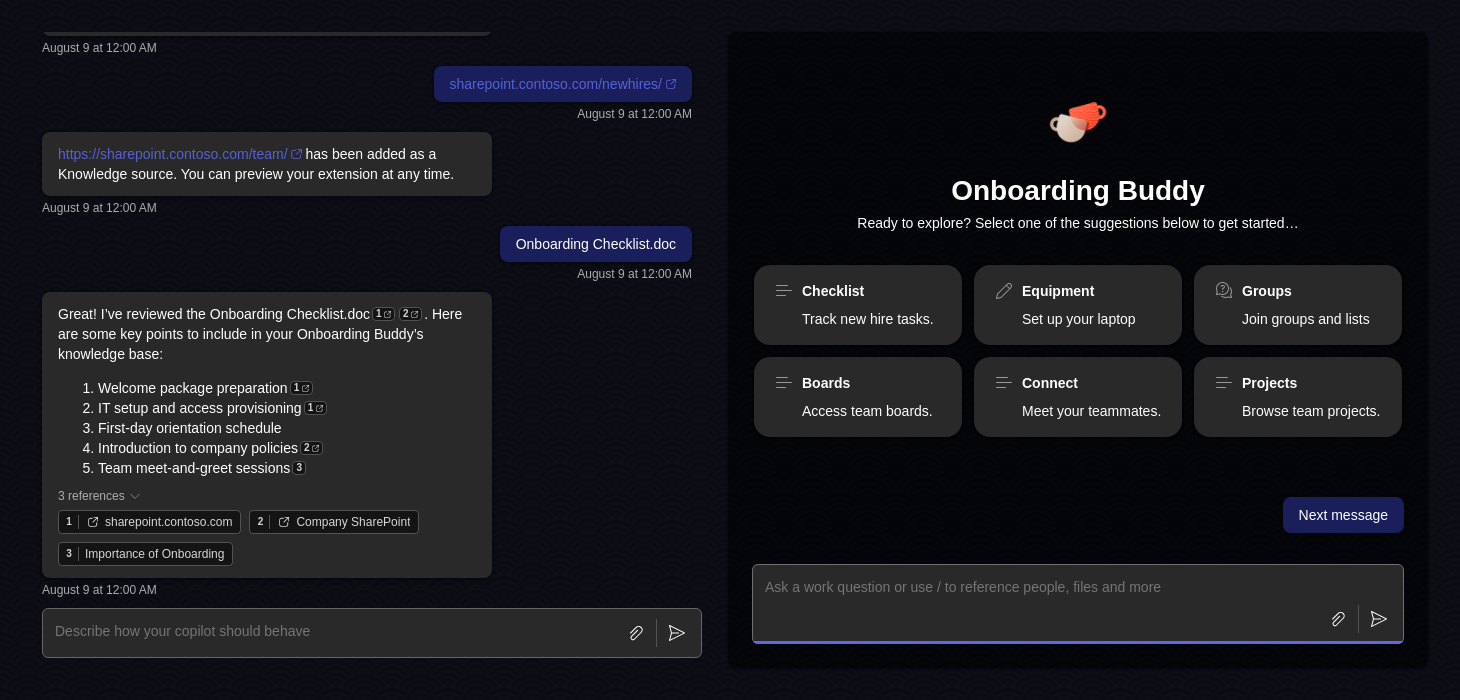 August 9 at 12:00 AM
sharepoint.contoso.com/newhires/
August 9 at 12:00 AM
https://sharepoint.contoso.com/team/ has been added as a
Knowledge source. You can preview your extension at any time.
August 9 at 12:00 AM
Onboarding Checklist.doc
August 9 at 12:00 AM
Great! I’ve reviewed the Onboarding Checklist.doc 1 2 . Here
are some key points to include in your Onboarding Buddy’s
knowledge base:
1. Welcome package preparation 1
2. IT setup and access provisioning 1
3. First-day orientation schedule
4. Introduction to company policies 2
5. Team meet-and-greet sessions 3
3 references
1 sharepoint.contoso.com 2 Company SharePoint
3 Importance of Onboarding
August 9 at 12:00 AM
Describe how your copilot should behave
Onboarding Buddy
Ready to explore? Select one of the suggestions below to get started…
Checklist
Track new hire tasks.
Equipment
Set up your laptop
Groups
Join groups and lists
Boards
Access team boards.
Connect
Meet your teammates.
Projects
Browse team projects.
Next message
Ask a work question or use / to reference people, files and more